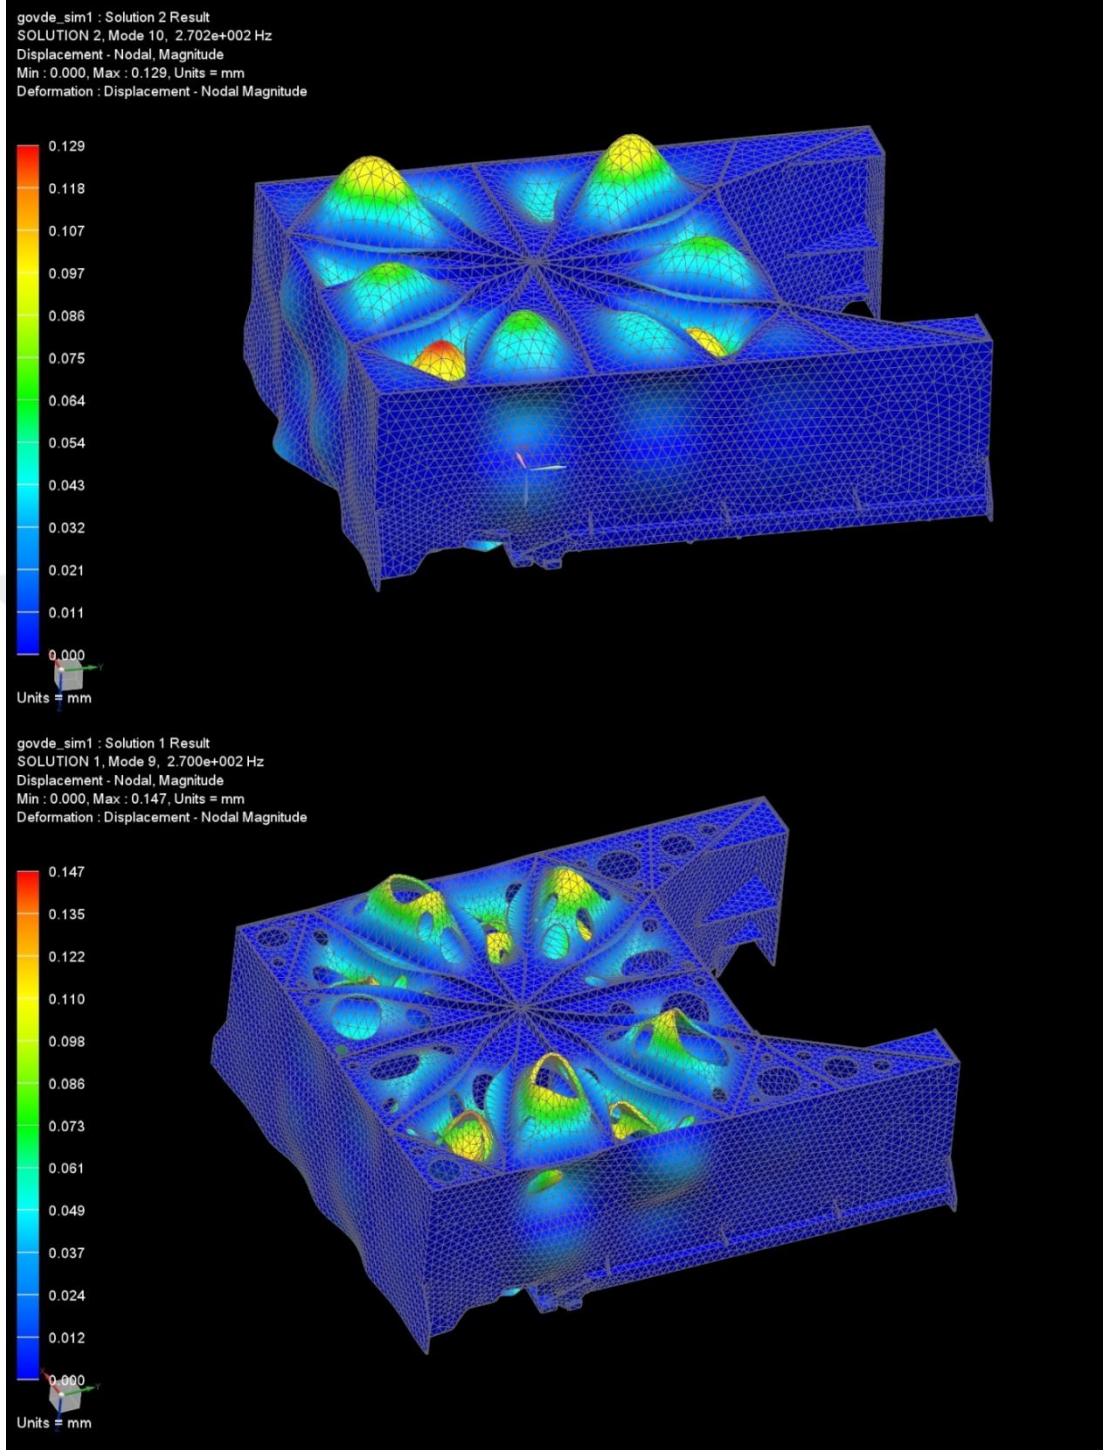 govde_sim1 : Solution 2 Result
SOLUTION 2, Mode 10, 2.702e+002 Hz
Displacement - Nodal, Magnitude
Min : 0.000, Max : 0.129, Units = mm
Deformation : Displacement - Nodal Magnitude
0.129
0.118
0.107
0.097
0.086
0.075
0.064
0.054
0.043
0.032
0.021
0.011
0.000
Y
Z
Units = mm
govde_sim1 : Solution 1 Result
SOLUTION 1, Mode 9, 2.700e+002 Hz
Displacement - Nodal, Magnitude
Min : 0.000, Max : 0.147, Units = mm
Deformation : Displacement - Nodal Magnitude
0.147
0.135
0.122
0.110
0.098
0.086
0.073
0.061
0.049
0.037
0.024
0.012
0.000
Y
Units = mm